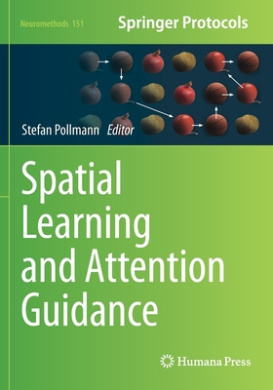 Neuromethods 151
Springer Protocols
Stefan Pollmann Editor
Spatial
Learning
and Attention
Guidance
Humana Press